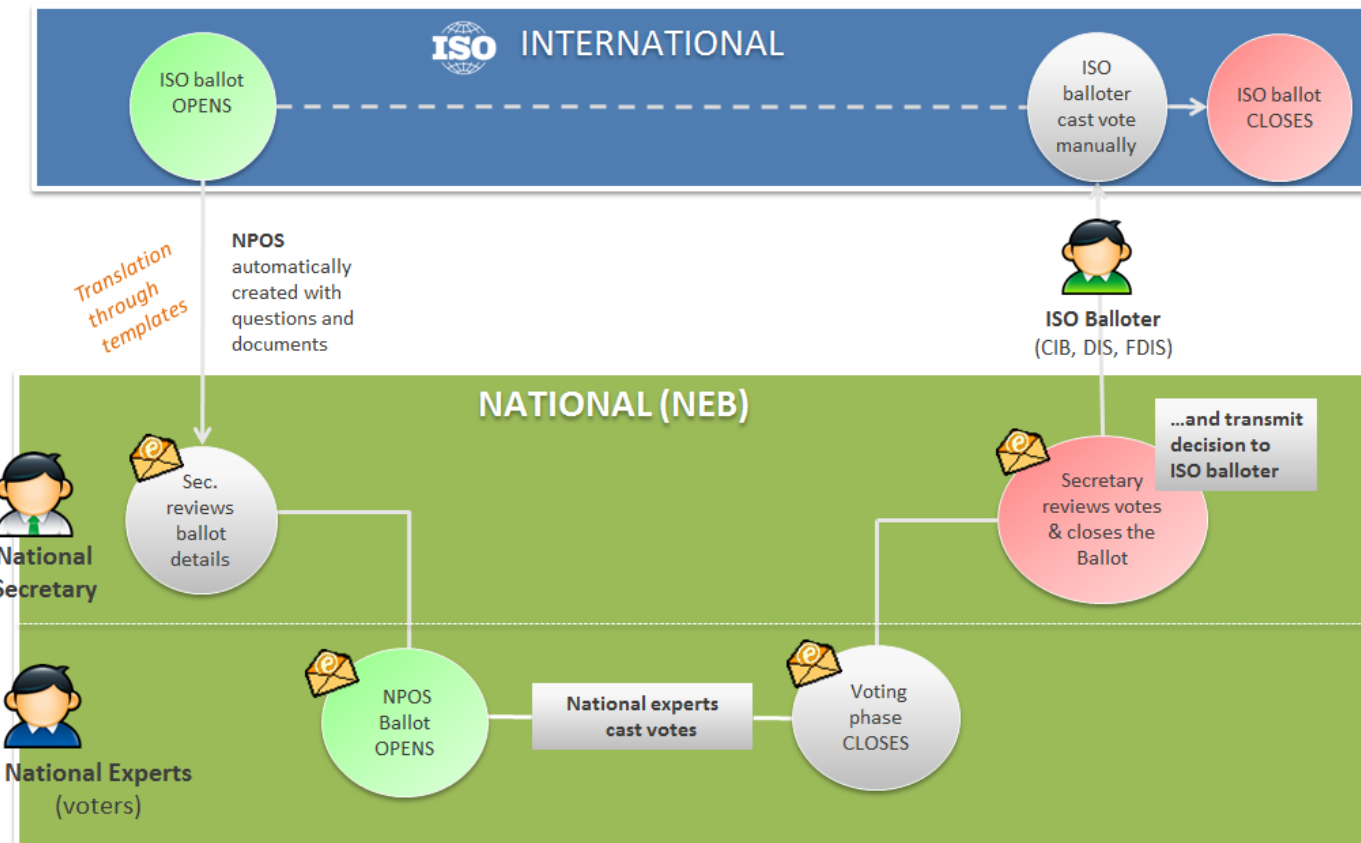 ISO INTERNATIONAL
ISO ballot
OPENS
ISO
balloter
cast vote
manually
ISO ballot
CLOSES
Translation
through
templates
NPOS
automatically
created with
questions and
documents
ISO Balloter
(CIB, DIS, FDIS)
NATIONAL (NEB)
...and transmit
decision to
ISO balloter
Sec.
reviews
ballot
details
Secretary
reviews votes
& closes the
Ballot
National
Secretary
NPOS
Ballot
OPENS
National experts
cast votes
Voting
phase
CLOSES
National Experts
(voters)